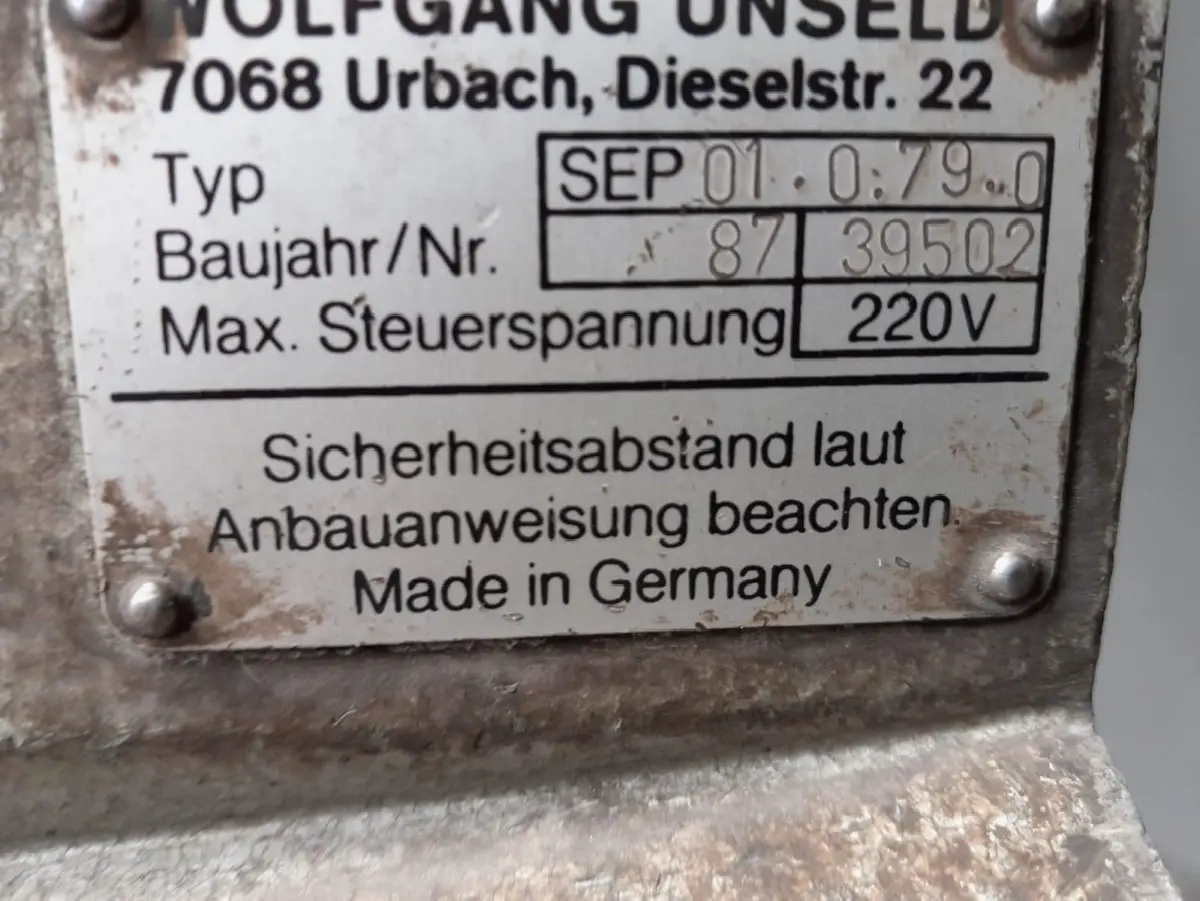 WOLFGANG UNSELD
7068 Urbach, Dieselstr. 22
Typ SEP 01.0.79.0
Baujahr/Nr. 87 39502
Max. Steuerspannung 220V
Sicherheitsabstand laut
Anbauanweisung beachten.
Made in Germany